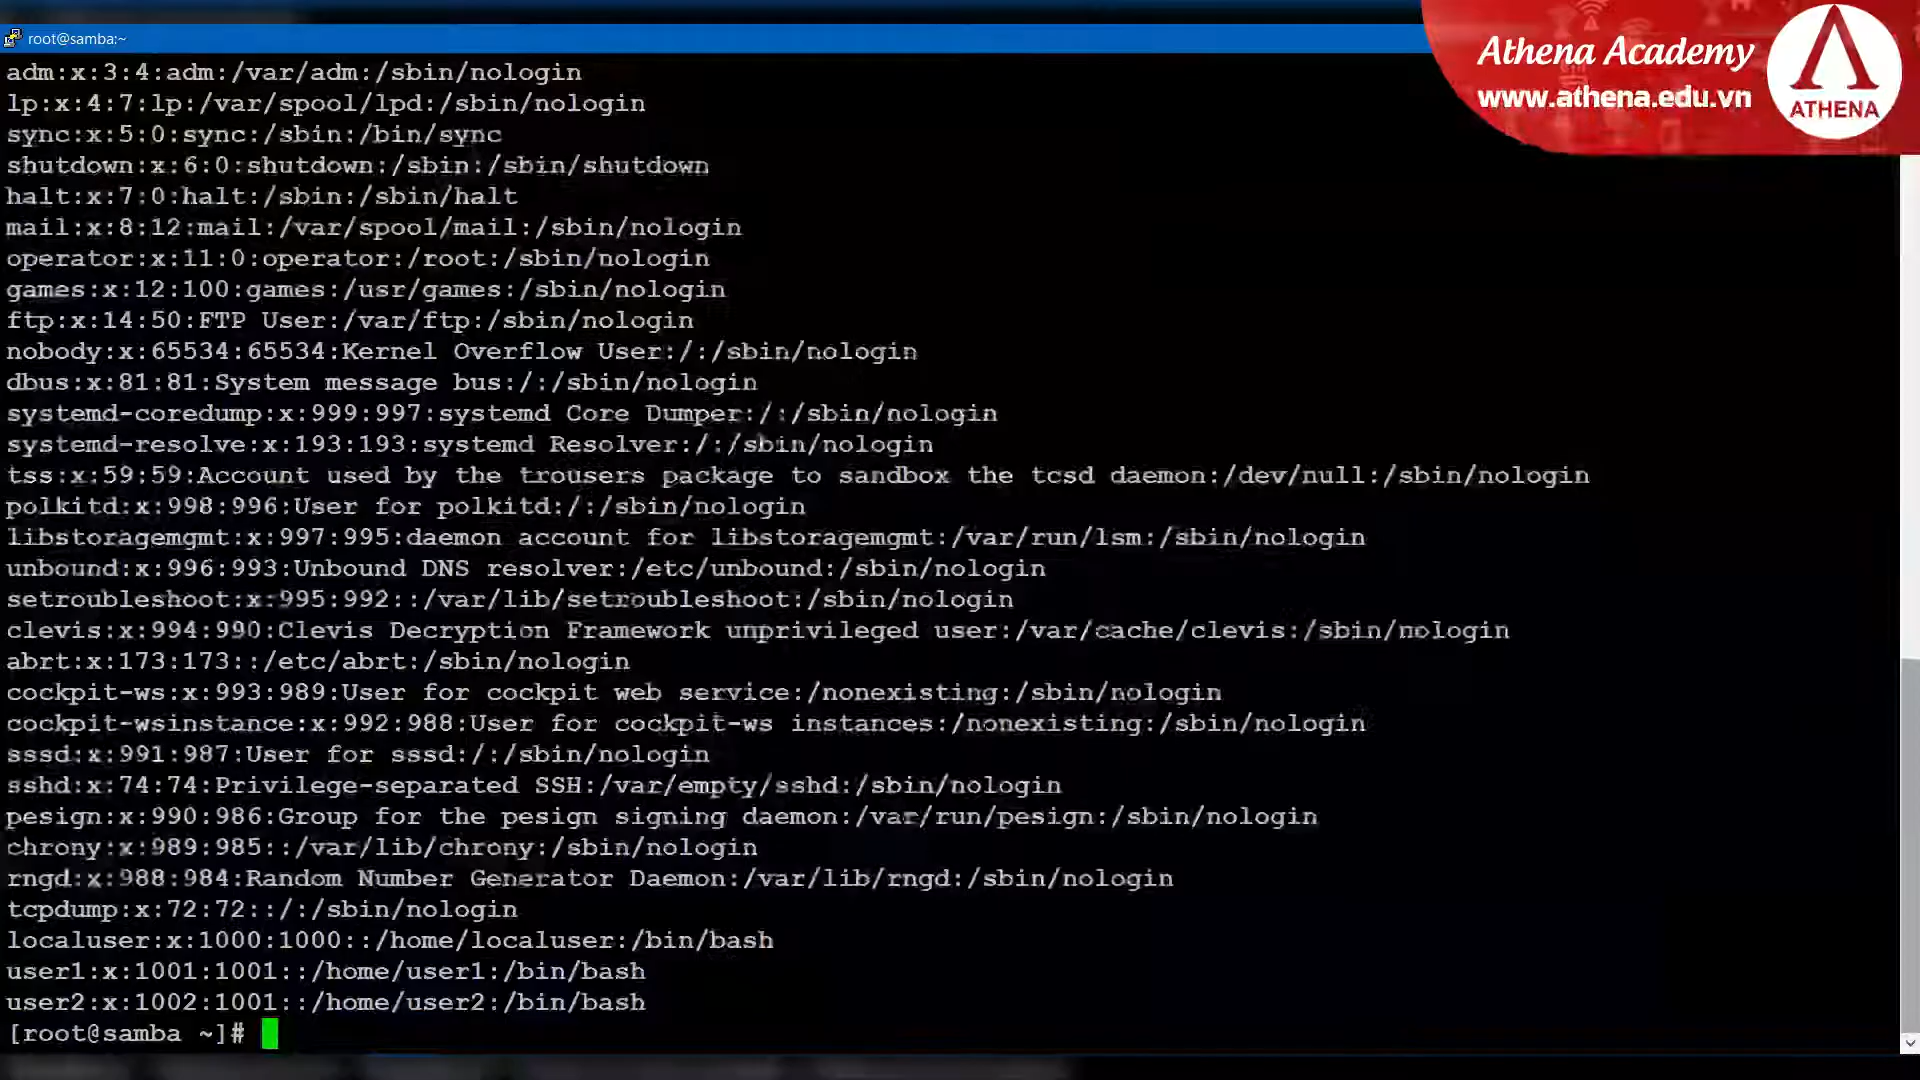 root@samba:~
Athena Academy
www.athena.edu.vn
ATHENA
adm:x:3:4:adm:/var/adm:/sbin/nologin
lp:x:4:7:lp:/var/spool/lpd:/sbin/nologin
sync:x:5:0:sync:/sbin:/bin/sync
shutdown:x:6:0:shutdown:/sbin:/sbin/shutdown
halt:x:7:0:halt:/sbin:/sbin/halt
mail:x:8:12:mail:/var/spool/mail:/sbin/nologin
operator:x:11:0:operator:/root:/sbin/nologin
games:x:12:100:games:/usr/games:/sbin/nologin
ftp:x:14:50:FTP User:/var/ftp:/sbin/nologin
nobody:x:65534:65534:Kernel Overflow User:/:/sbin/nologin
dbus:x:81:81:System message bus:/:/sbin/nologin
systemd-coredump:x:999:997:systemd Core Dumper:/:/sbin/nologin
systemd-resolve:x:193:193:systemd Resolver:/:/sbin/nologin
tss:x:59:59:Account used by the trousers package to sandbox the tcsd daemon:/dev/null:/sbin/nologin
polkitd:x:998:996:User for polkitd:/:/sbin/nologin
libstoragemgmt:x:997:995:daemon account for libstoragemgmt:/var/run/lsm:/sbin/nologin
unbound:x:996:993:Unbound DNS resolver:/etc/unbound:/sbin/nologin
setroubleshoot:x:995:992::/var/lib/setroubleshoot:/sbin/nologin
clevis:x:994:990:Clevis Decryption Framework unprivileged user:/var/cache/clevis:/sbin/nologin
abrt:x:173:173::/etc/abrt:/sbin/nologin
cockpit-ws:x:993:989:User for cockpit web service:/nonexisting:/sbin/nologin
cockpit-wsinstance:x:992:988:User for cockpit-ws instances:/nonexisting:/sbin/nologin
sssd:x:991:987:User for sssd:/:/sbin/nologin
sshd:x:74:74:Privilege-separated SSH:/var/empty/sshd:/sbin/nologin
pesign:x:990:986:Group for the pesign signing daemon:/var/run/pesign:/sbin/nologin
chrony:x:989:985::/var/lib/chrony:/sbin/nologin
rngd:x:988:984:Random Number Generator Daemon:/var/lib/rngd:/sbin/nologin
tcpdump:x:72:72::/:/sbin/nologin
localuser:x:1000:1000::/home/localuser:/bin/bash
user1:x:1001:1001::/home/user1:/bin/bash
user2:x:1002:1001::/home/user2:/bin/bash
[root@samba ~]#